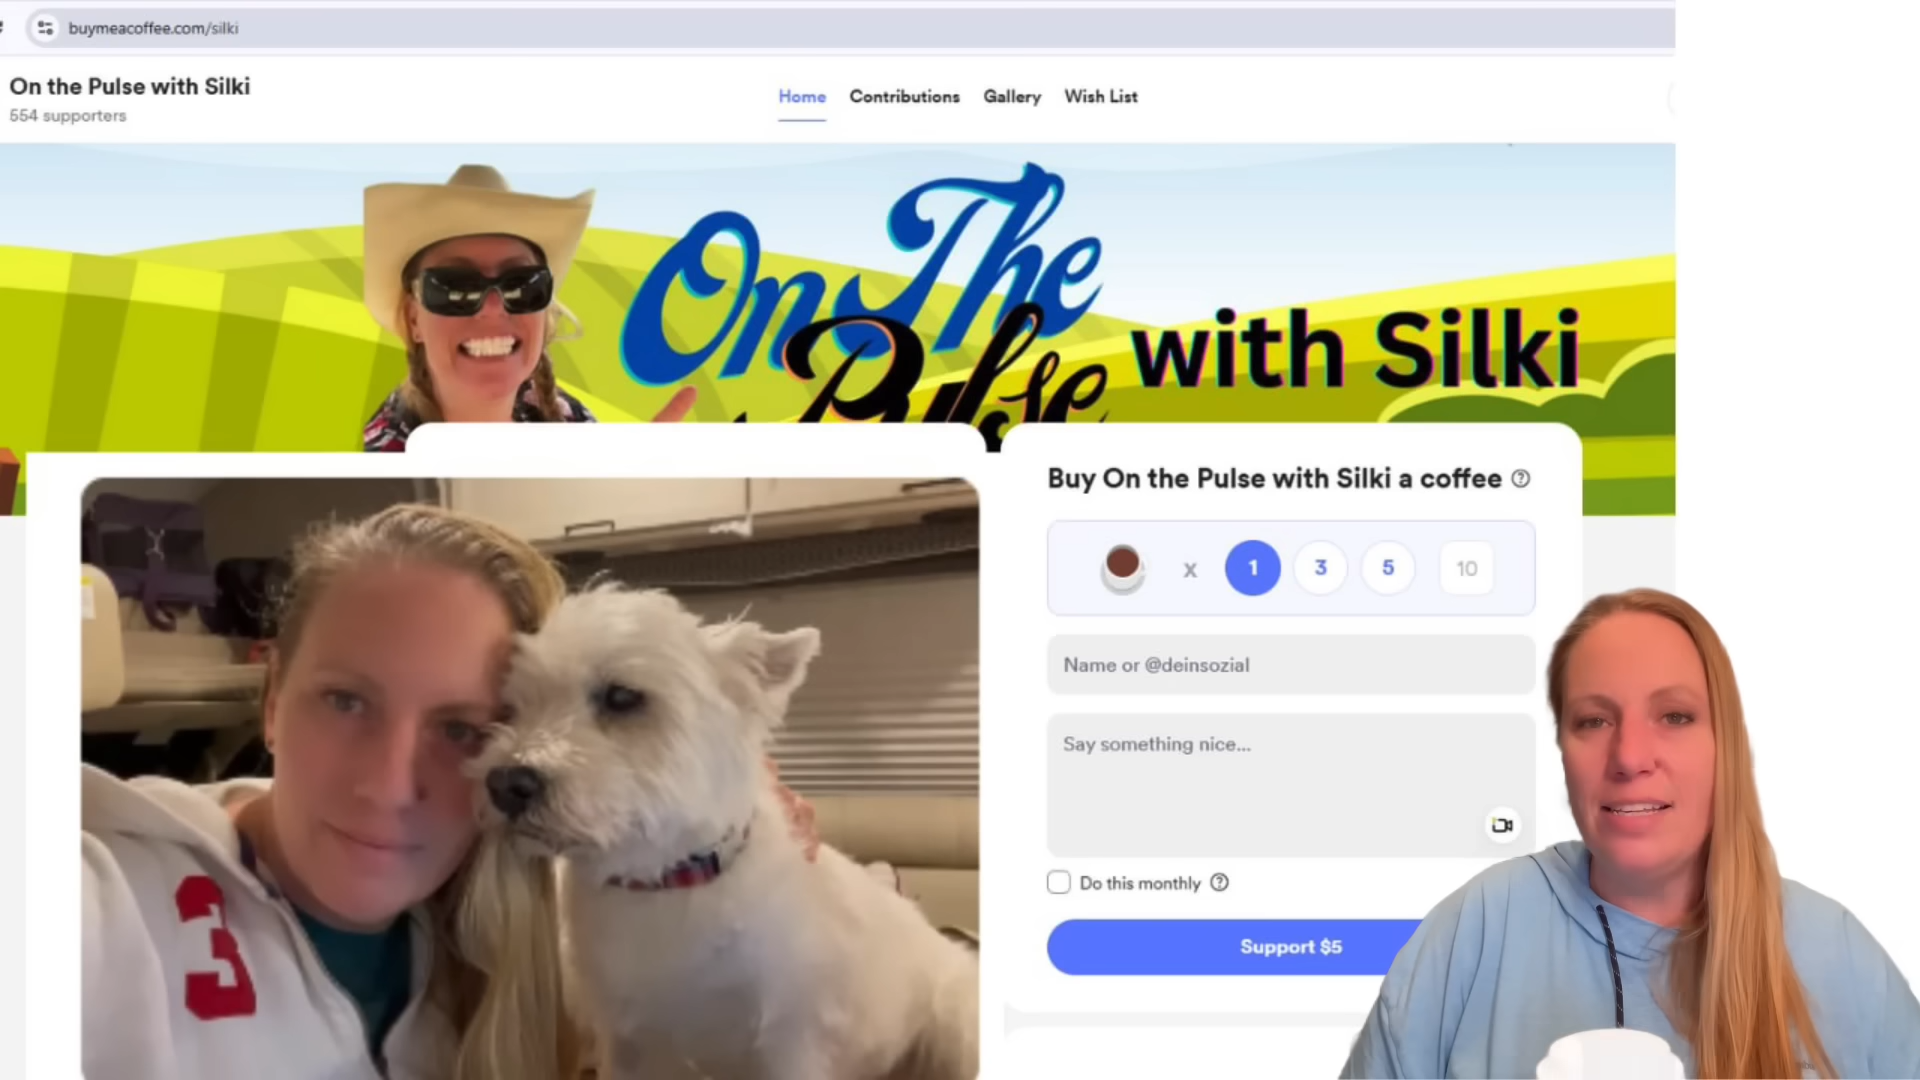 buymeacoffee.com/silki
On the Pulse with Silki
554 supporters
Home Contributions Gallery Wish List
On The
Pulse
with Silki
Buy On the Pulse with Silki a coffee
x 1 3 5 10
Name or @deinsozial
Say something nice...
Do this monthly
Support $5
3